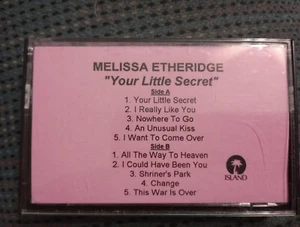 MELISSA ETHERIDGE
"Your Little Secret"
Side A
1. Your Little Secret
2. I Really Like You
3. Nowhere To Go
4. An Unusual Kiss
5. I Want To Come Over
Side B
1. All The Way To Heaven
2. I Could Have Been You
3. Shriner's Park
4. Change
5. This War Is Over
ISLAND